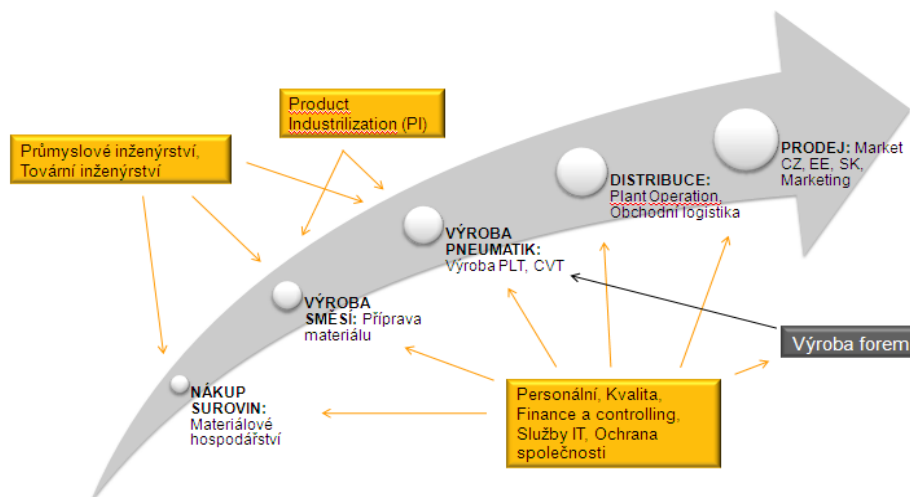 Product
Industrilization (PI)
Průmyslové inženýrství,
Tovární inženýrství
PRODEJ: Market
CZ, EE, SK,
Marketing
DISTRIBUCE:
Plant Operation,
Obchodní logistika
VÝROBA
PNEUMATIK:
Výroba PLT, CVT
VÝROBA
SMĚSÍ: Příprava
materiálu
Výroba forem
NÁKUP
SUROVIN:
Materiálové
hospodářství
Personální, Kvalita,
Finance a controlling,
Služby IT, Ochrana
společnosti